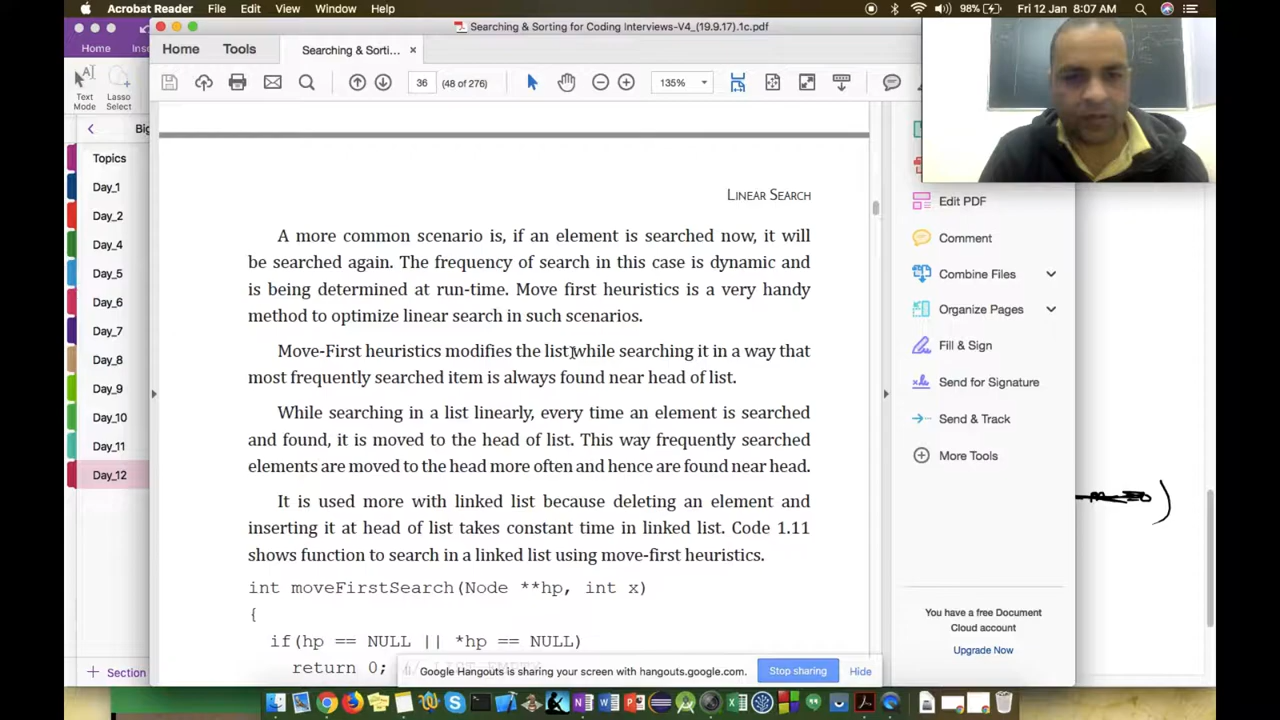 Acrobat Reader File Edit View Window Help 98% Fri 12 Jan 8:07 AM
Searching & Sorting for Coding Interviews-V4_(19.9.17).1c.pdf
Home Tools Searching & Sorti... ×
Home
36 (48 of 276) 135%
Text Mode
Lasso Select
Topics
Day_1
Day_2
Day_4
Day_5
Day_6
Day_7
Day_8
Day_9
Day_10
Day_11
Day_12
Section
LINEAR SEARCH
A more common scenario is, if an element is searched now, it will
be searched again. The frequency of search in this case is dynamic and
is being determined at run-time. Move first heuristics is a very handy
method to optimize linear search in such scenarios.
Move-First heuristics modifies the list while searching it in a way that
most frequently searched item is always found near head of list.
While searching in a list linearly, every time an element is searched
and found, it is moved to the head of list. This way frequently searched
elements are moved to the head more often and hence are found near head.
It is used more with linked list because deleting an element and
inserting it at head of list takes constant time in linked list. Code 1.11
shows function to search in a linked list using move-first heuristics.
int moveFirstSearch(Node **hp, int x)
{
if(hp == NULL || *hp == NULL)
return 0;
Google Hangouts is sharing your screen with hangouts.google.com.
Stop sharing
Hide
Edit PDF
Comment
Combine Files
Organize Pages
Fill & Sign
Send for Signature
Send & Track
More Tools
You have a free Document
Cloud account
Upgrade Now